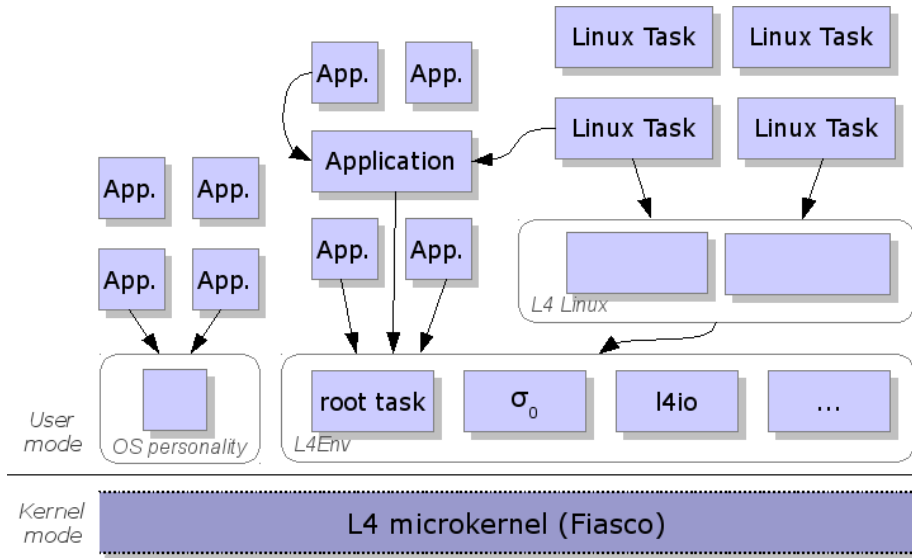 Linux Task
Linux Task
App.
App.
Linux Task
Linux Task
Application
App.
App.
App.
App.
App.
App.
L4 Linux
root task
σ0
l4io
...
User
mode
OS personality
L4Env
Kernel
mode
L4 microkernel (Fiasco)